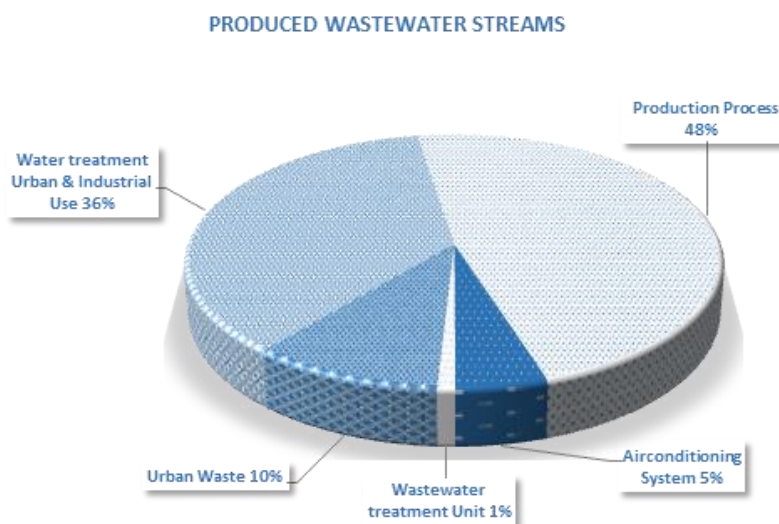 PRODUCED WASTEWATER STREAMS
Production Process
48%
Water treatment
Urban & Industrial
Use 36%
Urban Waste 10%
Wastewater
treatment Unit 1%
Airconditioning
System 5%